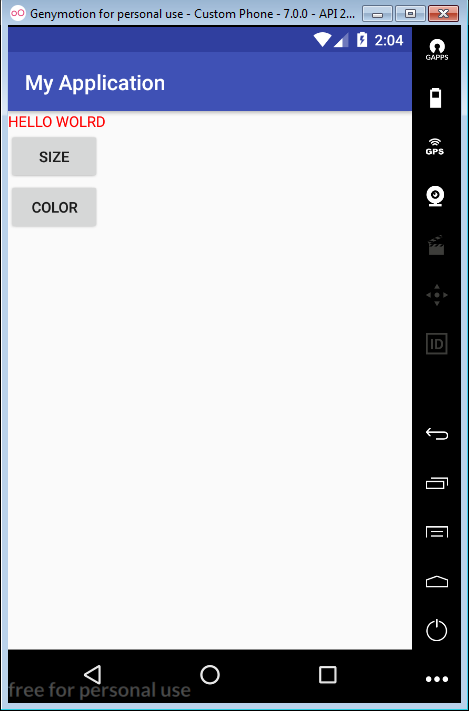 Genymotion for personal use - Custom Phone - 7.0.0 - API 2...
2:04
My Application
HELLO WOLRD
SIZE
COLOR
GAPPS
GPS
ID
free for personal use